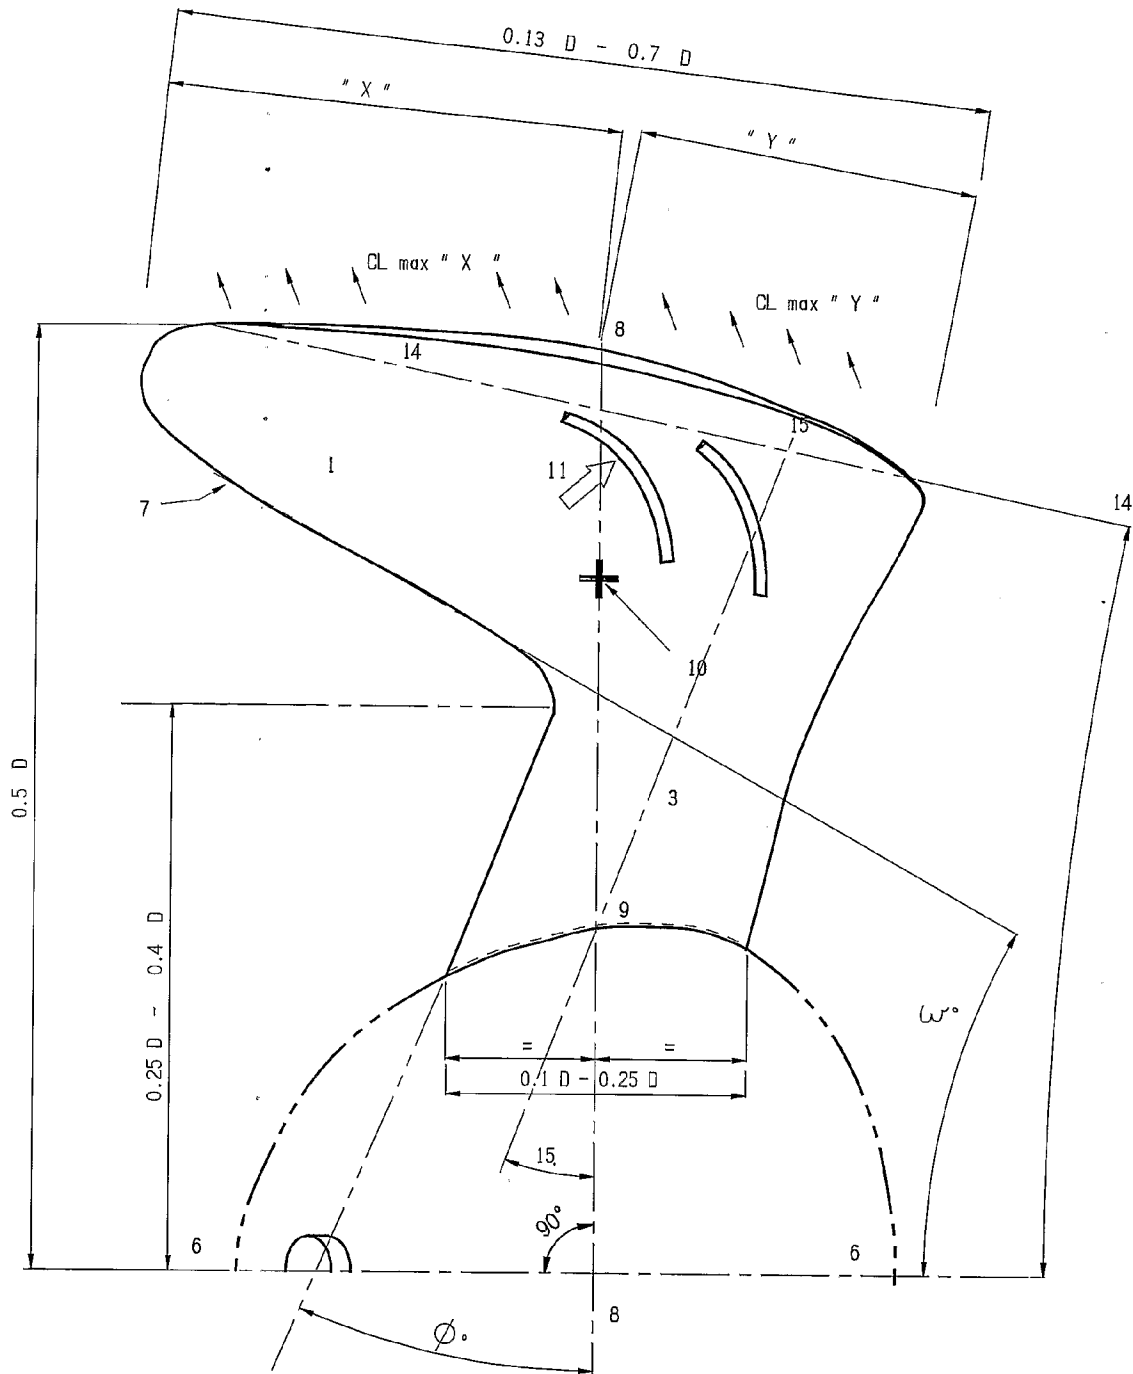 0.13 D - 0.7 D
" X "
" Y "
CL max " X "
CL max " Y "
8
14
15
1
11
7
14
10
3
0.5 D
0.25 D - 0.4 D
9
ω°
= =
0.1 D - 0.25 D
15
90°
6
6
8
Ø°